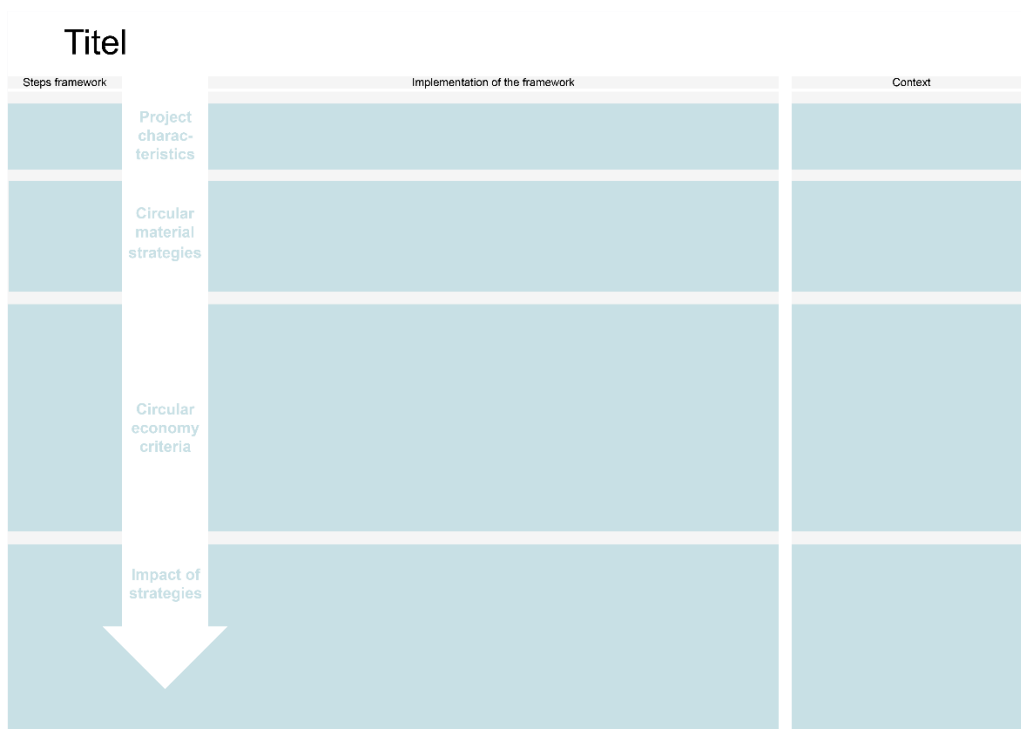 Titel
Steps framework
Implementation of the framework
Context
Project
charac-
teristics
Circular
material
strategies
Circular
economy
criteria
Impact of
strategies